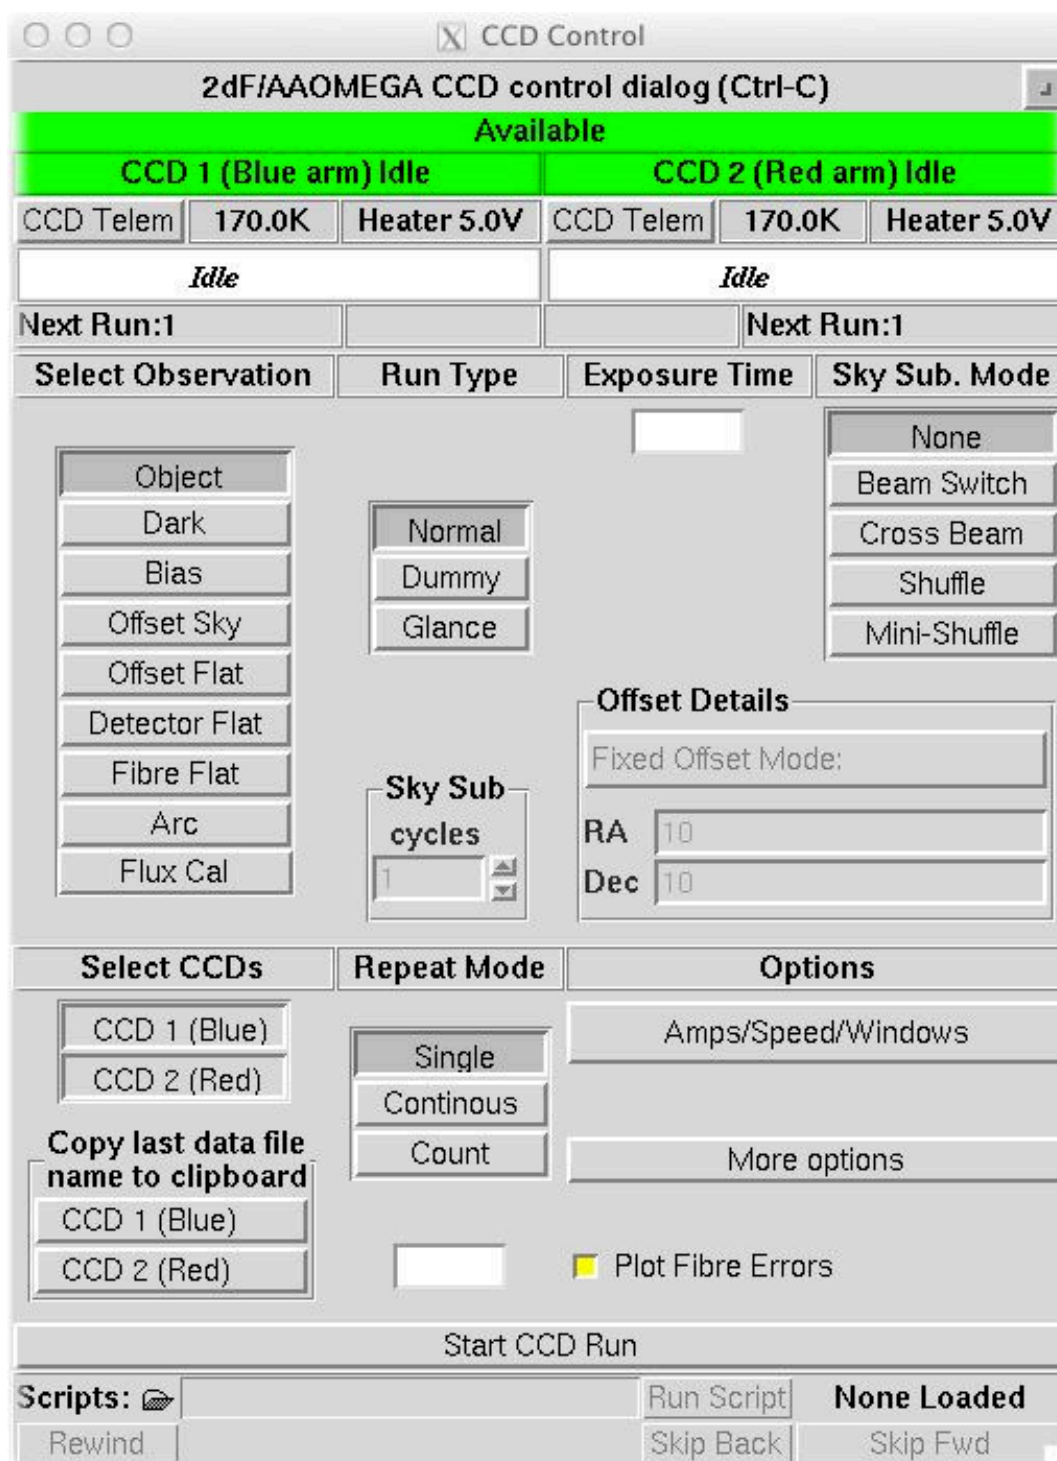 CCD Control
2dF/AAOMEGA CCD control dialog (Ctrl-C)
Available
CCD 1 (Blue arm) Idle CCD 2 (Red arm) Idle
CCD Telem 170.0K Heater 5.0V CCD Telem 170.0K Heater 5.0V
Idle Idle
Next Run:1 Next Run:1
Select Observation Run Type Exposure Time Sky Sub. Mode
Object
Dark
Bias
Offset Sky
Offset Flat
Detector Flat
Fibre Flat
Arc
Flux Cal
Normal
Dummy
Glance
Sky Sub
cycles
1
None
Beam Switch
Cross Beam
Shuffle
Mini-Shuffle
Offset Details
Fixed Offset Mode:
RA 10
Dec 10
Select CCDs Repeat Mode Options
CCD 1 (Blue)
CCD 2 (Red)
Copy last data file
name to clipboard
CCD 1 (Blue)
CCD 2 (Red)
Single
Continous
Count
Amps/Speed/Windows
More options
Plot Fibre Errors
Start CCD Run
Scripts: Run Script None Loaded
Rewind Skip Back Skip Fwd